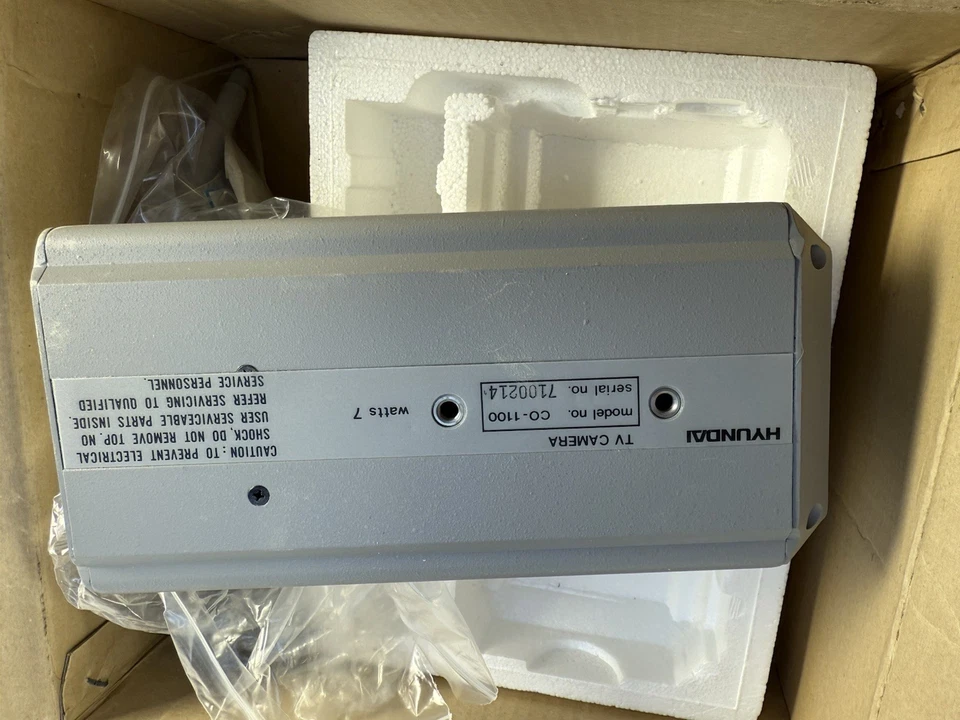 HYUNDAI
TV CAMERA
model no. CO-1100
serial no. 7100214
watts 7
CAUTION: TO PREVENT ELECTRICAL
SHOCK, DO NOT REMOVE TOP. NO
USER SERVICEABLE PARTS INSIDE.
REFER SERVICING TO QUALIFIED
SERVICE PERSONNEL.